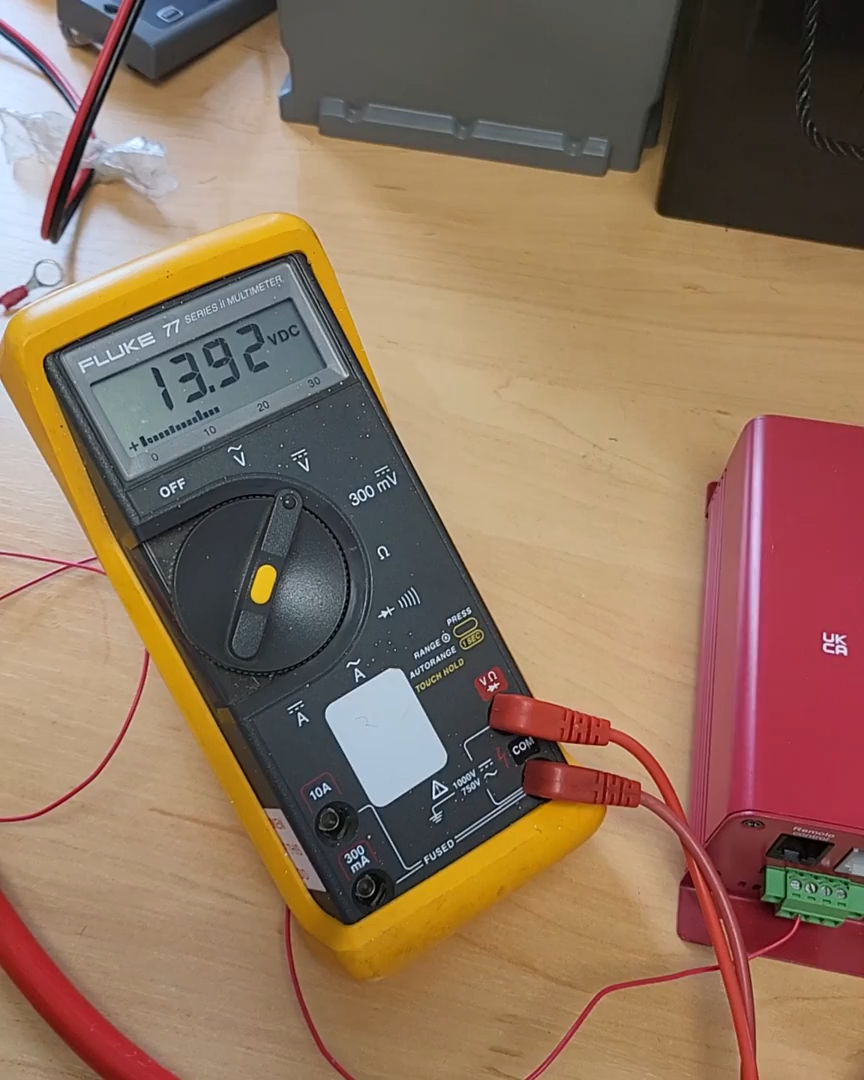 FLUKE 77 SERIES II MULTIMETER
13.92 VDC
+
0 10 20 30
OFF
Ṽ
V
300 mV
Ω
PRESS
RANGE
1 SEC
AUTORANGE
TOUCH HOLD
Ã
A
V Ω
COM
1000V
750V
10A
300
mA
FUSED
UK
CA
Remote
control